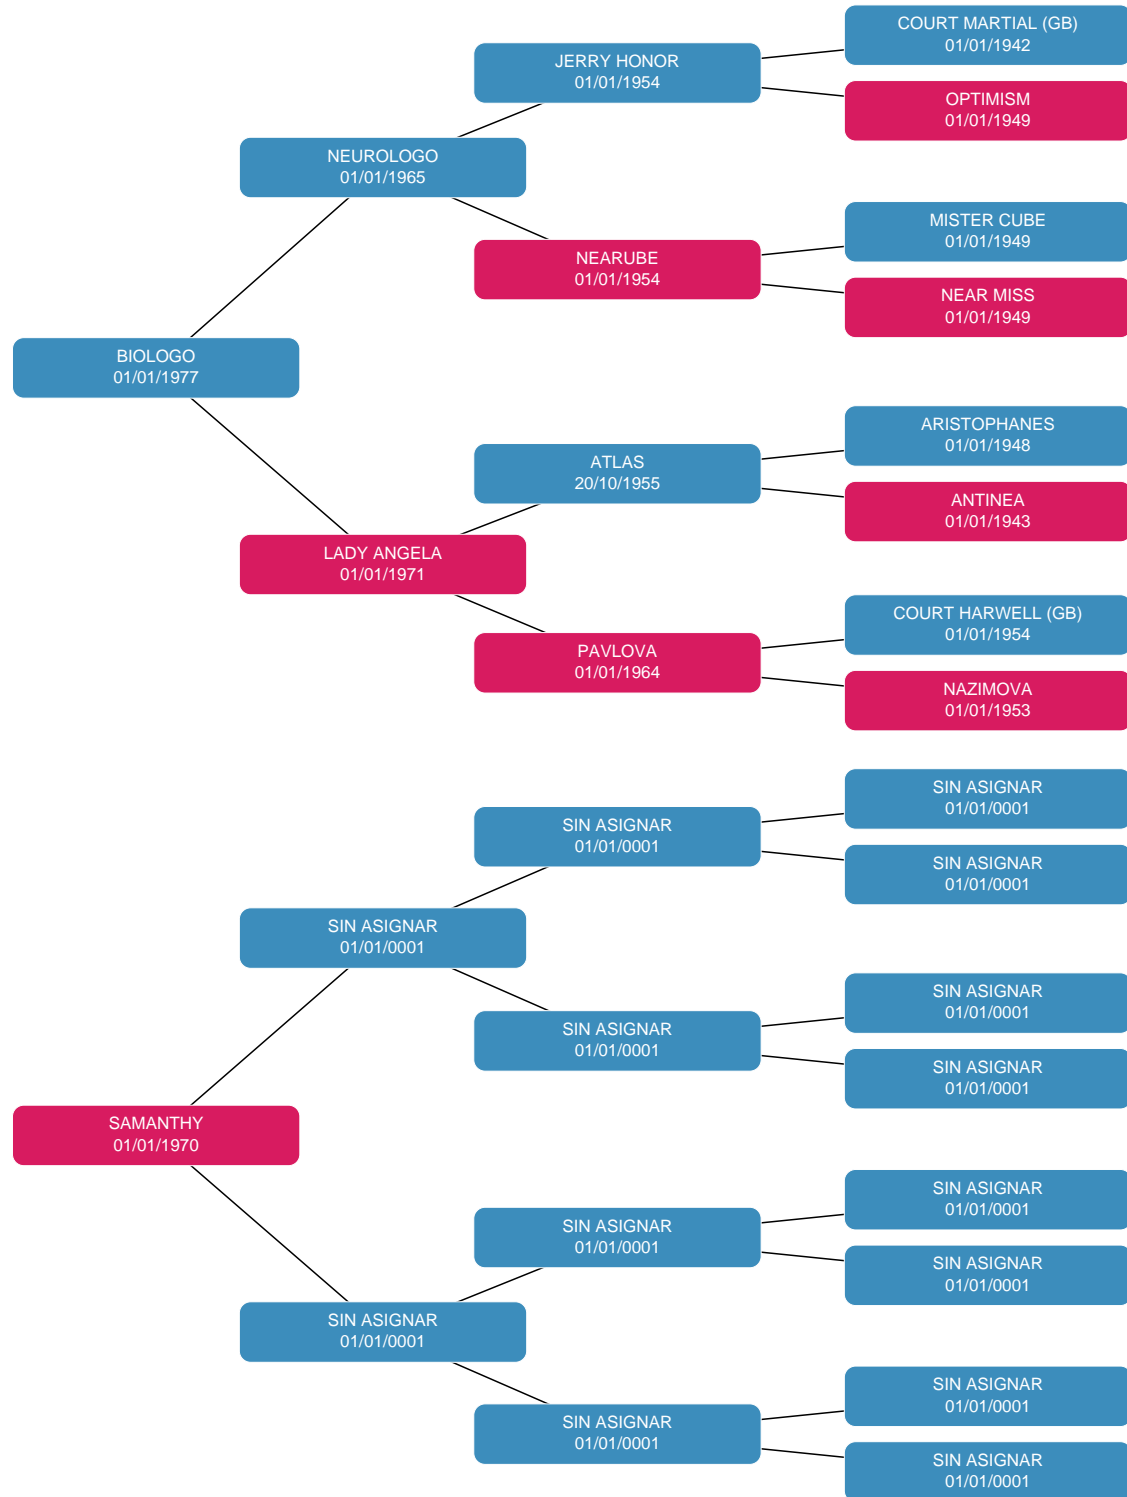 COURT MARTIAL (GB)
01/01/1942
JERRY HONOR
01/01/1954
OPTIMISM
01/01/1949
NEUROLOGO
01/01/1965
MISTER CUBE
01/01/1949
NEARUBE
01/01/1954
NEAR MISS
01/01/1949
BIOLOGO
01/01/1977
ARISTOPHANES
01/01/1948
ATLAS
20/10/1955
ANTINEA
01/01/1943
LADY ANGELA
01/01/1971
COURT HARWELL (GB)
01/01/1954
PAVLOVA
01/01/1964
NAZIMOVA
01/01/1953
SIN ASIGNAR
01/01/0001
SIN ASIGNAR
01/01/0001
SIN ASIGNAR
01/01/0001
SIN ASIGNAR
01/01/0001
SIN ASIGNAR
01/01/0001
SIN ASIGNAR
01/01/0001
SIN ASIGNAR
01/01/0001
SAMANTHY
01/01/1970
SIN ASIGNAR
01/01/0001
SIN ASIGNAR
01/01/0001
SIN ASIGNAR
01/01/0001
SIN ASIGNAR
01/01/0001
SIN ASIGNAR
01/01/0001
SIN ASIGNAR
01/01/0001
SIN ASIGNAR
01/01/0001